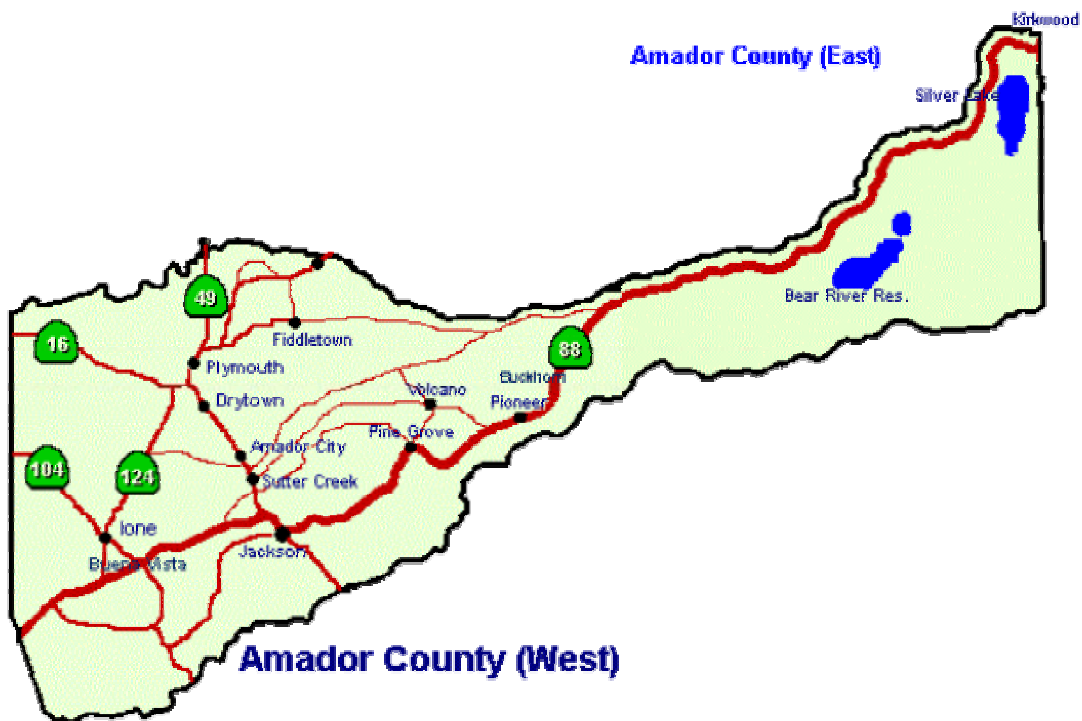 Kirkwood
Amador County (East)
Silver Lake
49
Bear River Res.
16
Fiddletown
88
Plymouth
Buckhorn
Volcano
Drytown
Pioneer
Pine Grove
Amador City
104
124
Sutter Creek
Ione
Jackson
Buena Vista
Amador County (West)